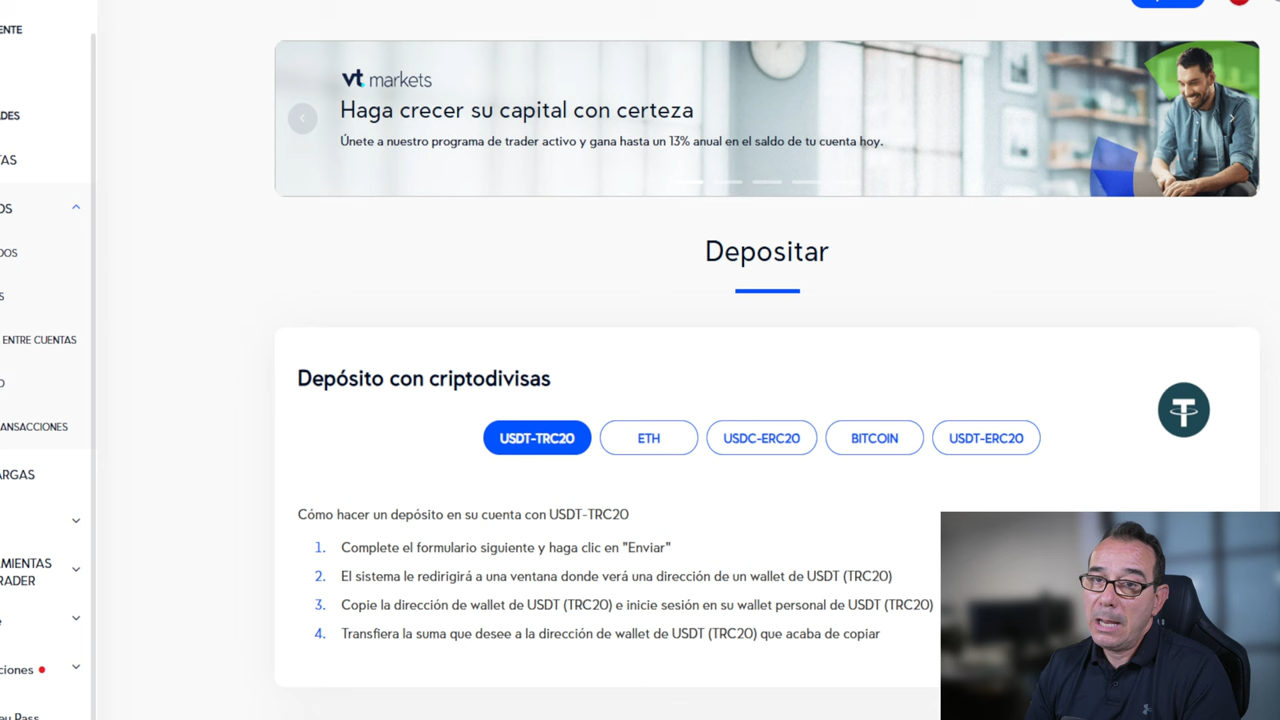 ENTE
DES
TAS
OS
DOS
S
ENTRE CUENTAS
O
ANSACCIONES
ARGAS
MIENTAS
RADER
e
ciones
eu Pass
vt markets
Haga crecer su capital con certeza
Únete a nuestro programa de trader activo y gana hasta un 13% anual en el saldo de tu cuenta hoy.
Depositar
Depósito con criptodivisas
USDT-TRC20 ETH USDC-ERC20 BITCOIN USDT-ERC20
Cómo hacer un depósito en su cuenta con USDT-TRC20
1. Complete el formulario siguiente y haga clic en "Enviar"
2. El sistema le redirigirá a una ventana donde verá una dirección de un wallet de USDT (TRC20)
3. Copie la dirección de wallet de USDT (TRC20) e inicie sesión en su wallet personal de USDT (TRC20)
4. Transfiera la suma que desee a la dirección de wallet de USDT (TRC20) que acaba de copiar